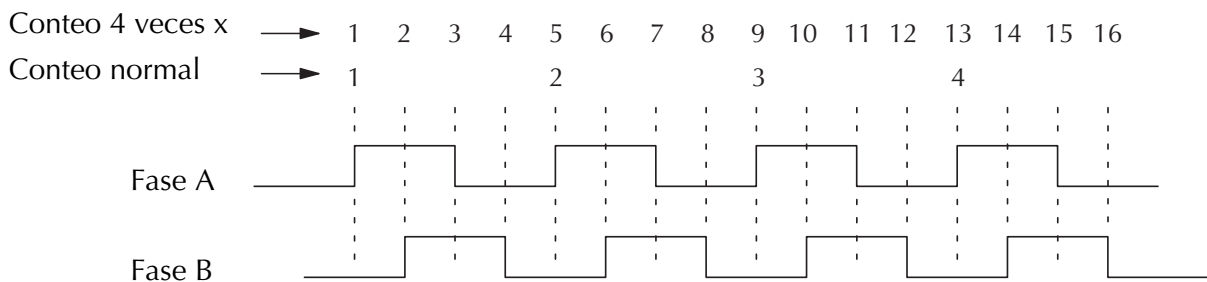 Conteo 4 veces x 1 2 3 4 5 6 7 8 9 10 11 12 13 14 15 16
Conteo normal 1 2 3 4
Fase A
Fase B